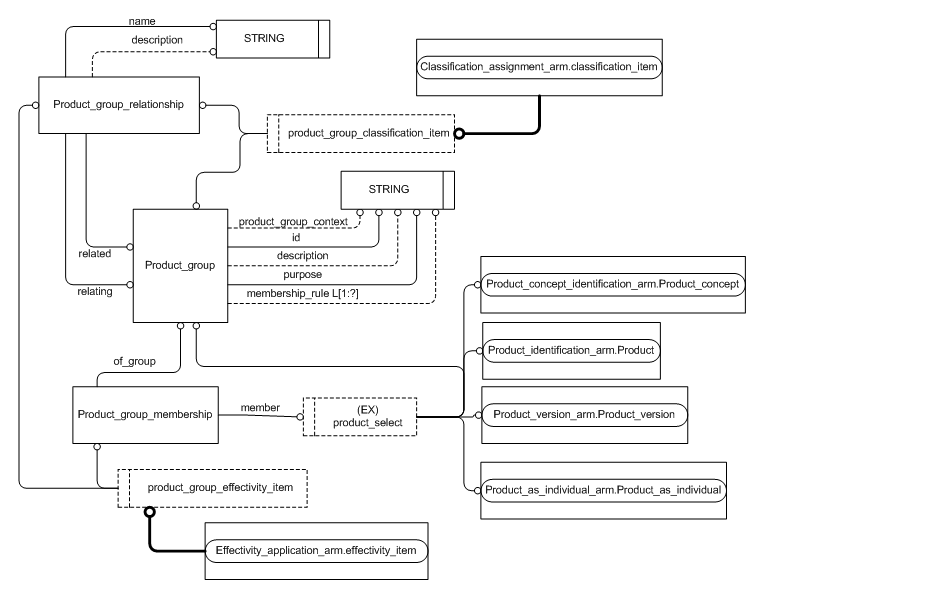 name
description
STRING
Classification_assignment_arm.classification_item
Product_group_relationship
product_group_classification_item
STRING
product_group_context
id
description
purpose
membership_rule L[1:?]
related
relating
Product_group
Product_concept_identification_arm.Product_concept
Product_identification_arm.Product
of_group
Product_group_membership
member
(EX)
product_select
Product_version_arm.Product_version
product_group_effectivity_item
Product_as_individual_arm.Product_as_individual
Effectivity_application_arm.effectivity_item